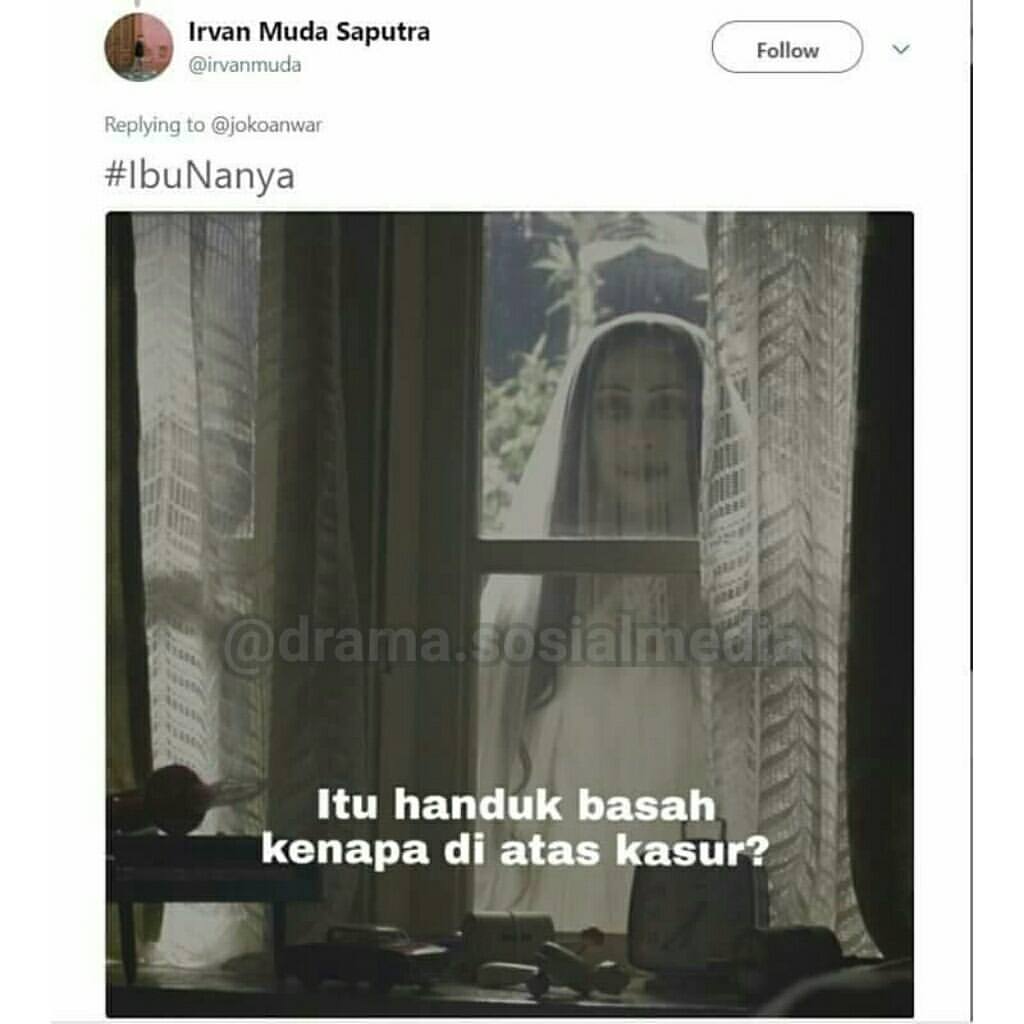 Irvan Muda Saputra
@irvanmuda
Follow
Replying to @jokoanwar
#IbuNanya
@drama.sosialmedia
Itu handuk basah
kenapa di atas kasur?